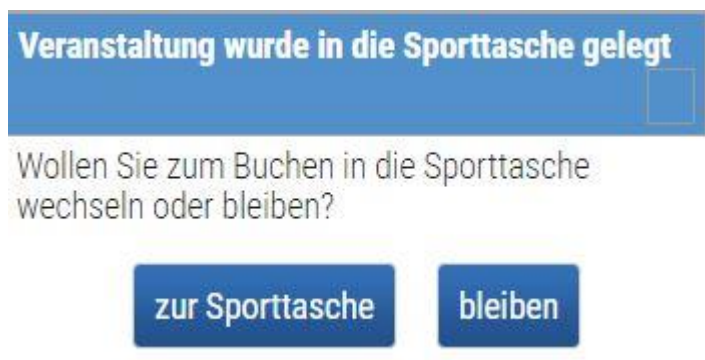 Veranstaltung wurde in die Sporttasche gelegt
Wollen Sie zum Buchen in die Sporttasche
wechseln oder bleiben?
zur Sporttasche
bleiben